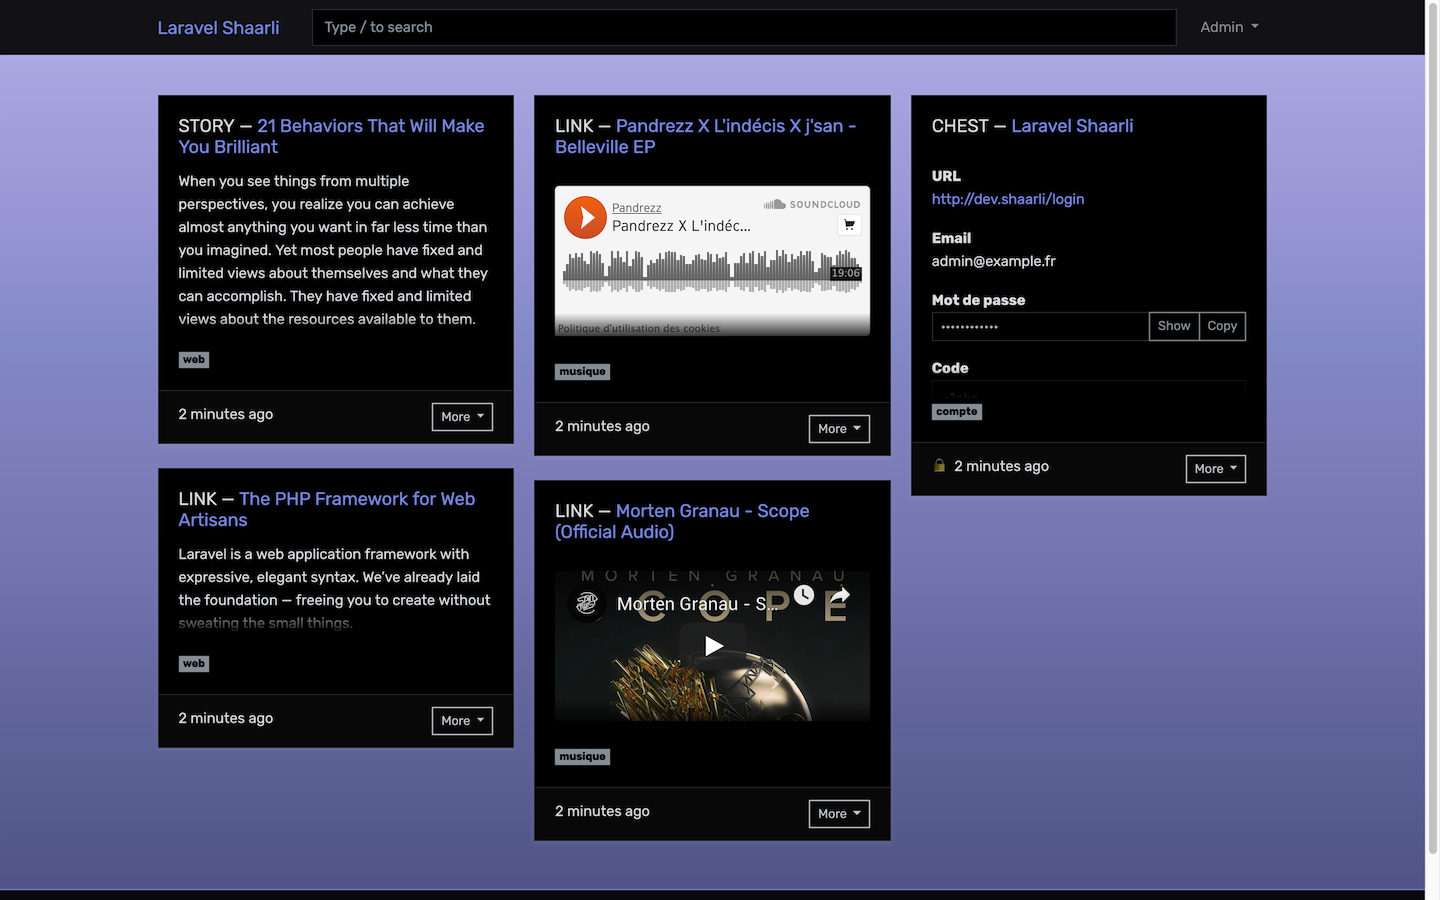 Laravel Shaarli
Type / to search
Admin
STORY — 21 Behaviors That Will Make
You Brilliant
When you see things from multiple
perspectives, you realize you can achieve
almost anything you want in far less time than
you imagined. Yet most people have fixed and
limited views about themselves and what they
can accomplish. They have fixed and limited
views about the resources available to them.
web
2 minutes ago
More
LINK — The PHP Framework for Web
Artisans
Laravel is a web application framework with
expressive, elegant syntax. We've already laid
the foundation — freeing you to create without
sweating the small things.
web
2 minutes ago
More
LINK — Pandrezz X L'indécis X j'san -
Belleville EP
Pandrezz
SOUNDCLOUD
Pandrezz X L'indéc...
19:06
Politique d'utilisation des cookies
musique
2 minutes ago
More
LINK — Morten Granau - Scope
(Official Audio)
MORTEN GRANAU
Morten Granau - S...
COPE
musique
2 minutes ago
More
CHEST — Laravel Shaarli
URL
http://dev.shaarli/login
Email
admin@example.fr
Mot de passe
••••••••••••
Show
Copy
Code
compte
2 minutes ago
More